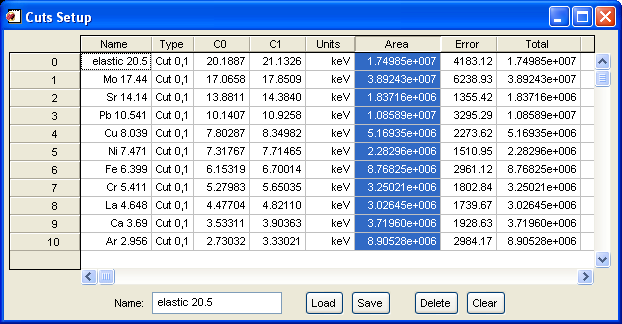 Cuts Setup
Name Type C0 C1 Units Area Error Total
0 elastic 20.5 Cut 0,1 20.1887 21.1326 keV 1.74985e+007 4183.12 1.74985e+007
1 Mo 17.44 Cut 0,1 17.0658 17.8509 keV 3.89243e+007 6238.93 3.89243e+007
2 Sr 14.14 Cut 0,1 13.8811 14.3840 keV 1.83716e+006 1355.42 1.83716e+006
3 Pb 10.541 Cut 0,1 10.1407 10.9258 keV 1.08589e+007 3295.29 1.08589e+007
4 Cu 8.039 Cut 0,1 7.80287 8.34982 keV 5.16935e+006 2273.62 5.16935e+006
5 Ni 7.471 Cut 0,1 7.31767 7.71465 keV 2.28296e+006 1510.95 2.28296e+006
6 Fe 6.399 Cut 0,1 6.15319 6.70014 keV 8.76825e+006 2961.12 8.76825e+006
7 Cr 5.411 Cut 0,1 5.27983 5.65035 keV 3.25021e+006 1802.84 3.25021e+006
8 La 4.648 Cut 0,1 4.47704 4.82110 keV 3.02645e+006 1739.67 3.02645e+006
9 Ca 3.69 Cut 0,1 3.53311 3.90363 keV 3.71960e+006 1928.63 3.71960e+006
10 Ar 2.956 Cut 0,1 2.73032 3.33021 keV 8.90528e+006 2984.17 8.90528e+006
Name: elastic 20.5 Load Save Delete Clear